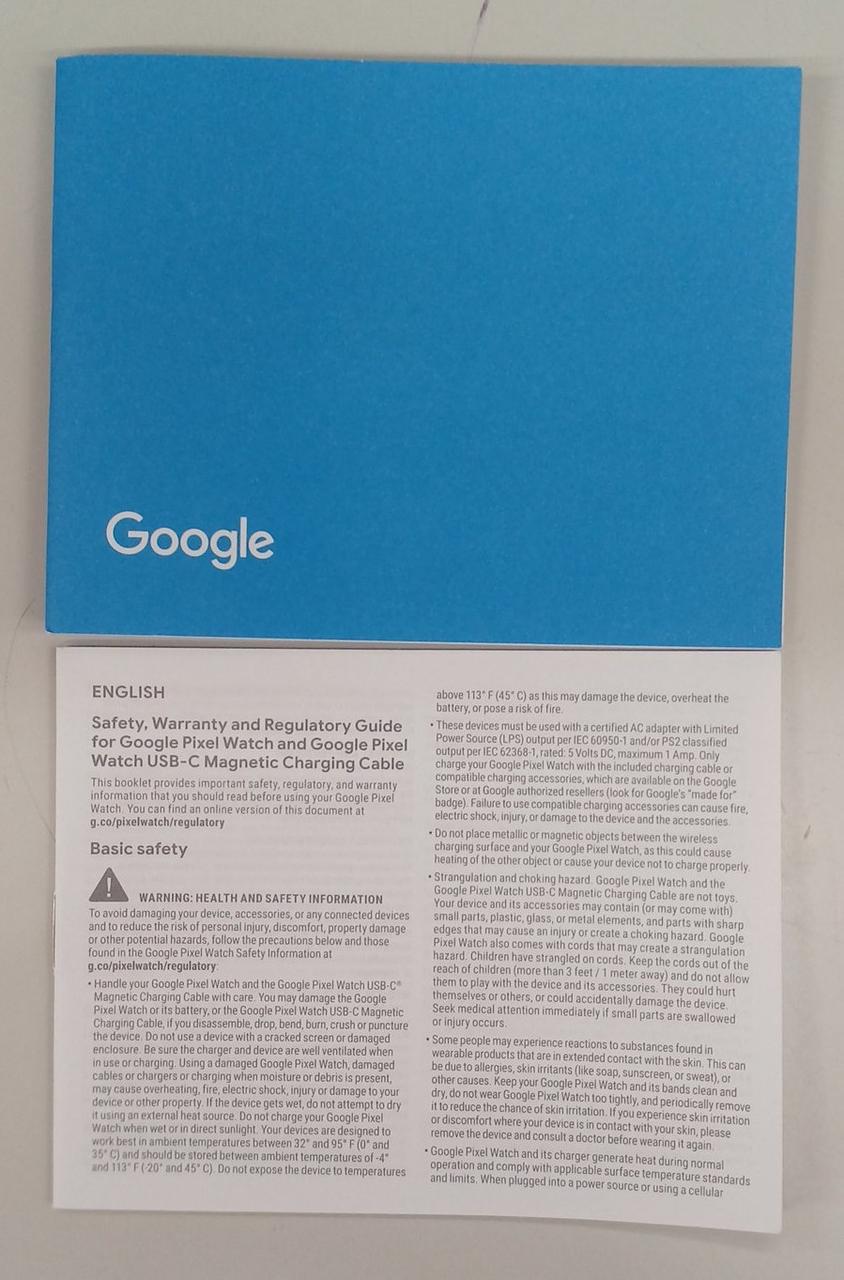 Google
ENGLISH
Safety, Warranty and Regulatory Guide
for Google Pixel Watch and Google Pixel
Watch USB-C Magnetic Charging Cable
This booklet provides important safety, regulatory, and warranty
information that you should read before using your Google Pixel
Watch. You can find an online version of this document at
g.co/pixelwatch/regulatory
Basic safety
WARNING: HEALTH AND SAFETY INFORMATION
To avoid damaging your device, accessories, or any connected devices
and to reduce the risk of personal injury, discomfort, property damage
or other potential hazards, follow the precautions below and those
found in the Google Pixel Watch Safety Information at
g.co/pixelwatch/regulatory:
• Handle your Google Pixel Watch and the Google Pixel Watch USB-C®
Magnetic Charging Cable with care. You may damage the Google
Pixel Watch or its battery, or the Google Pixel Watch USB-C Magnetic
Charging Cable, if you disassemble, drop, bend, burn, crush or puncture
the device. Do not use a device with a cracked screen or damaged
enclosure. Be sure the charger and device are well ventilated when
in use or charging. Using a damaged Google Pixel Watch, damaged
cables or chargers or charging when moisture or debris is present,
may cause overheating, fire, electric shock, injury or damage to your
device or other property. If the device gets wet, do not attempt to dry
it using an external heat source. Do not charge your Google Pixel
Watch when wet or in direct sunlight. Your devices are designed to
work best in ambient temperatures between 32° and 95° F (0° and
35° C) and should be stored between ambient temperatures of -4°
and 113° F (-20° and 45° C). Do not expose the device to temperatures
above 113° F (45° C) as this may damage the device, overheat the
battery, or pose a risk of fire.
• These devices must be used with a certified AC adapter with Limited
Power Source (LPS) output per IEC 60950-1 and/or PS2 classified
output per IEC 62368-1, rated: 5 Volts DC, maximum 1 Amp. Only
charge your Google Pixel Watch with the included charging cable or
compatible charging accessories, which are available on the Google
Store or at Google authorized resellers (look for Google's "made for"
badge). Failure to use compatible charging accessories can cause fire,
electric shock, injury, or damage to the device and the accessories.
• Do not place metallic or magnetic objects between the wireless
charging surface and your Google Pixel Watch, as this could cause
heating of the other object or cause your device not to charge properly.
• Strangulation and choking hazard. Google Pixel Watch and the
Google Pixel Watch USB-C Magnetic Charging Cable are not toys.
Your device and its accessories may contain (or may come with)
small parts, plastic, glass, or metal elements, and parts with sharp
edges that may cause an injury or create a choking hazard. Google
Pixel Watch also comes with cords that may create a strangulation
hazard. Children have strangled on cords. Keep the cords out of the
reach of children (more than 3 feet / 1 meter away) and do not allow
them to play with the device and its accessories. They could hurt
themselves or others, or could accidentally damage the device.
Seek medical attention immediately if small parts are swallowed
or injury occurs.
• Some people may experience reactions to substances found in
wearable products that are in extended contact with the skin. This can
be due to allergies, skin irritants (like soap, sunscreen, or sweat), or
other causes. Keep your Google Pixel Watch and its bands clean and
dry, do not wear Google Pixel Watch too tightly, and periodically remove
it to reduce the chance of skin irritation. If you experience skin irritation
or discomfort where your device is in contact with your skin, please
remove the device and consult a doctor before wearing it again.
• Google Pixel Watch and its charger generate heat during normal
operation and comply with applicable surface temperature standards
and limits. When plugged into a power source or using a cellular